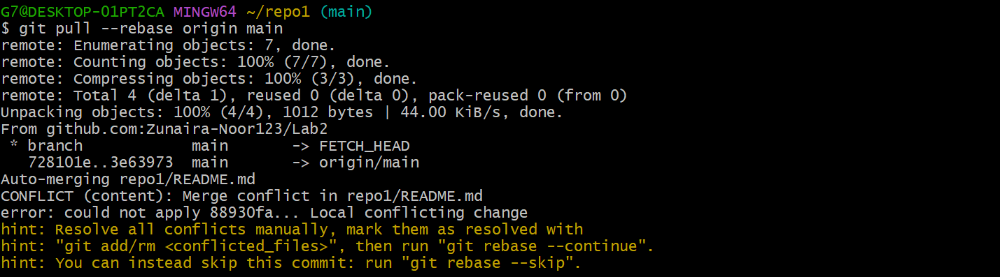 G7@DESKTOP-01PT2CA MINGW64 ~/repo1 (main)
$ git pull --rebase origin main
remote: Enumerating objects: 7, done.
remote: Counting objects: 100% (7/7), done.
remote: Compressing objects: 100% (3/3), done.
remote: Total 4 (delta 1), reused 0 (delta 0), pack-reused 0 (from 0)
Unpacking objects: 100% (4/4), 1012 bytes | 44.00 KiB/s, done.
From github.com:Zunaira-Noor123/Lab2
 * branch            main       -> FETCH_HEAD
   728101e..3e63973  main       -> origin/main
Auto-merging repo1/README.md
CONFLICT (content): Merge conflict in repo1/README.md
error: could not apply 88930fa... Local conflicting change
hint: Resolve all conflicts manually, mark them as resolved with
hint: "git add/rm <conflicted_files>", then run "git rebase --continue".
hint: You can instead skip this commit: run "git rebase --skip".